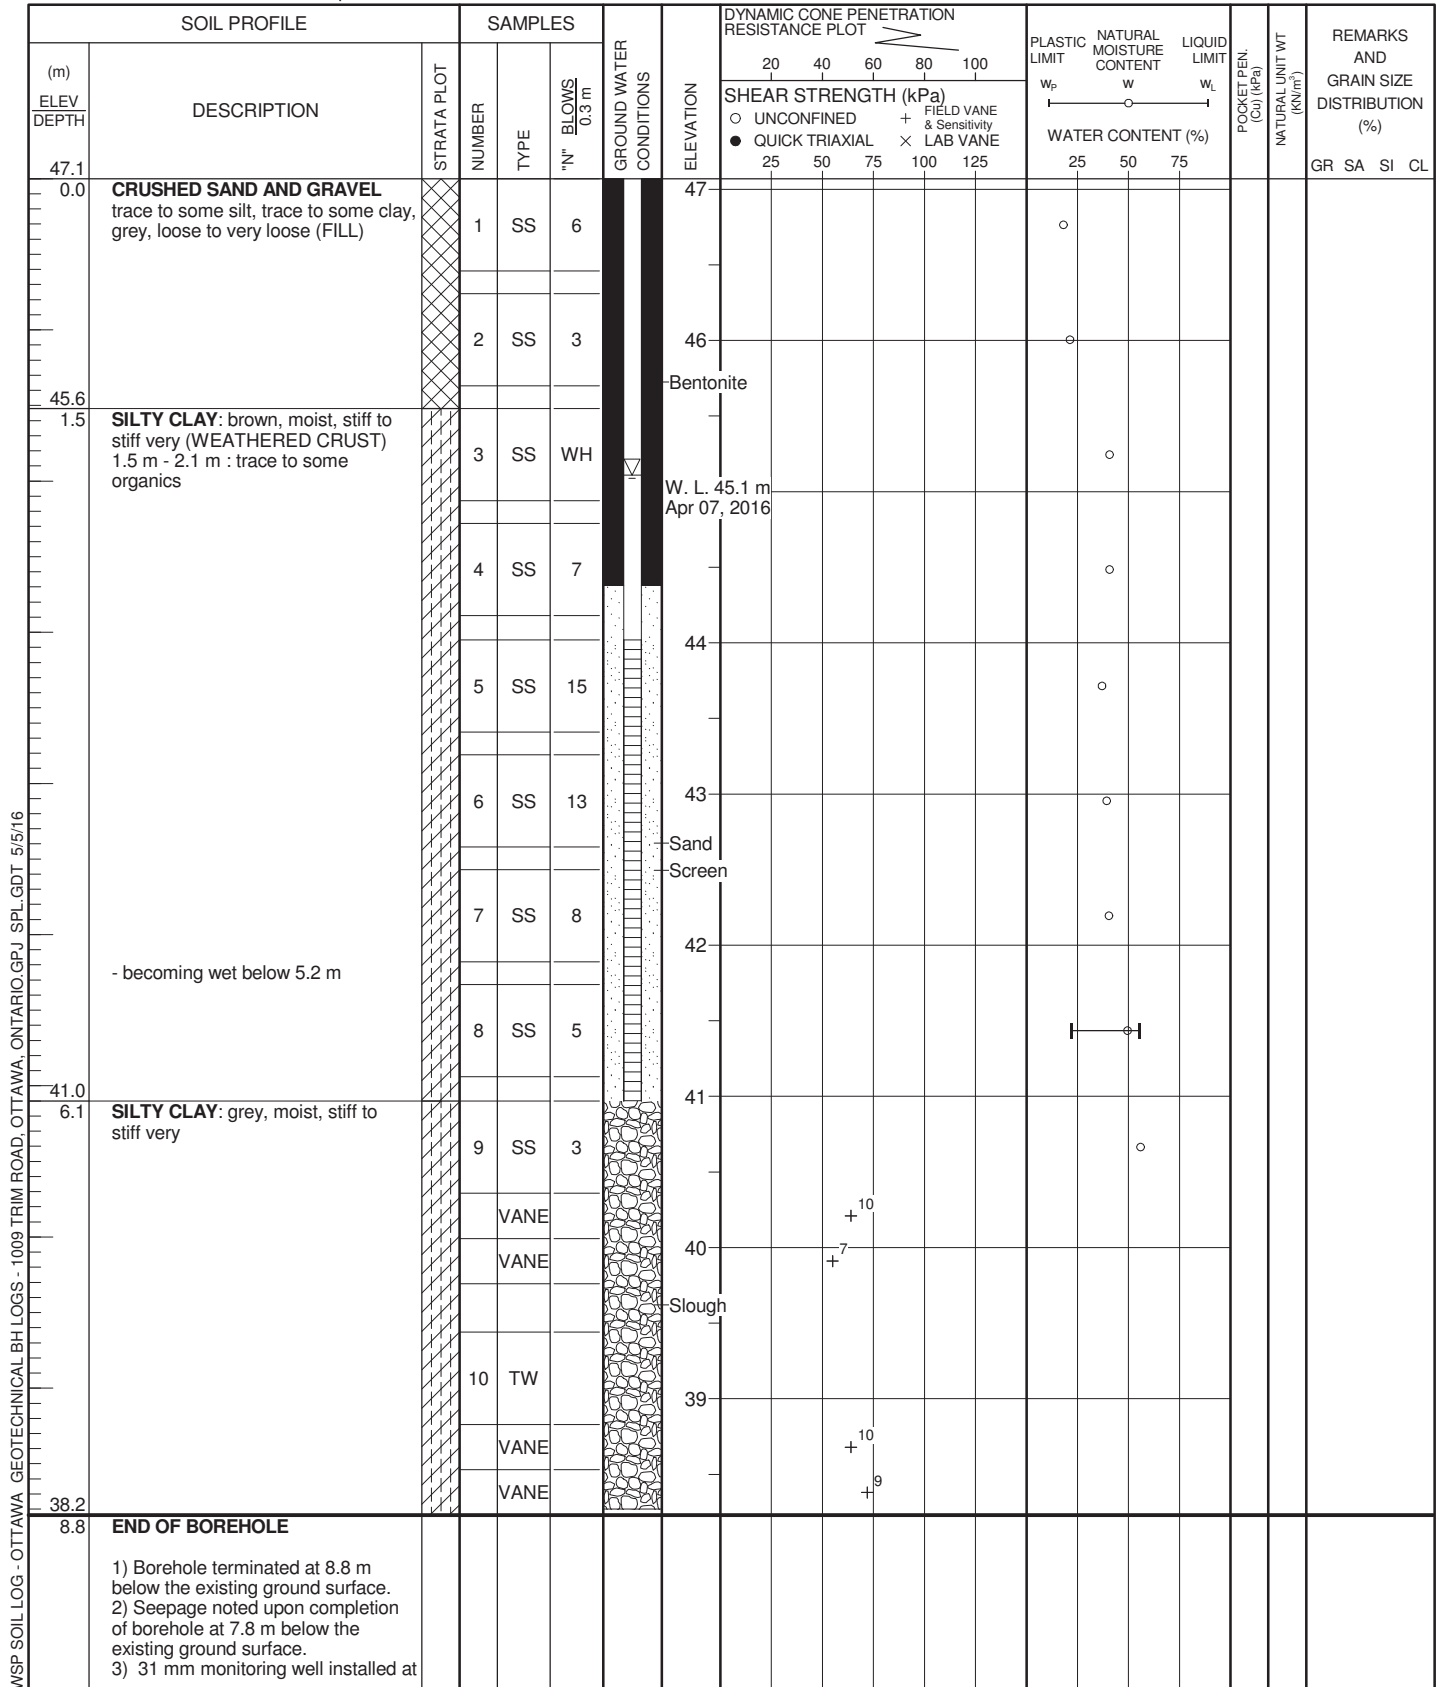 SOIL PROFILE
SAMPLES
GROUND WATER
CONDITIONS
ELEVATION
DYNAMIC CONE PENETRATION
RESISTANCE PLOT
20 40 60 80 100
SHEAR STRENGTH (kPa)
UNCONFINED
+ FIELD VANE
& Sensitivity
QUICK TRIAXIAL
× LAB VANE
25 50 75 100 125
PLASTIC
LIMIT
NATURAL
MOISTURE
CONTENT
LIQUID
LIMIT
WP W WL
WATER CONTENT (%)
25 50 75
POCKET PEN.
(Cu) (kPa)
NATURAL UNIT WT
(KN/m³)
REMARKS
AND
GRAIN SIZE
DISTRIBUTION
(%)
GR SA SI CL
(m)
ELEV
DEPTH
DESCRIPTION
STRATA PLOT
NUMBER
TYPE
"N" BLOWS
0.3 m
47.1
0.0
CRUSHED SAND AND GRAVEL
trace to some silt, trace to some clay,
grey, loose to very loose (FILL)
1 SS 6
47
2 SS 3
46
Bentonite
45.6
1.5
SILTY CLAY: brown, moist, stiff to
stiff very (WEATHERED CRUST)
1.5 m - 2.1 m : trace to some
organics
3 SS WH
W. L. 45.1 m
Apr 07, 2016
4 SS 7
44
5 SS 15
43
6 SS 13
Sand
Screen
7 SS 8
42
- becoming wet below 5.2 m
8 SS 5
41.0
6.1
41
SILTY CLAY: grey, moist, stiff to
stiff very
9 SS 3
VANE
10
40
7
VANE
Slough
10 TW
39
VANE
10
VANE
9
38.2
8.8
END OF BOREHOLE
1) Borehole terminated at 8.8 m
below the existing ground surface.
2) Seepage noted upon completion
of borehole at 7.8 m below the
existing ground surface.
3) 31 mm monitoring well installed at
WSP SOIL LOG - OTTAWA GEOTECHNICAL BH LOGS - 1009 TRIM ROAD, OTTAWA, ONTARIO.GPJ SPL.GDT 5/5/16